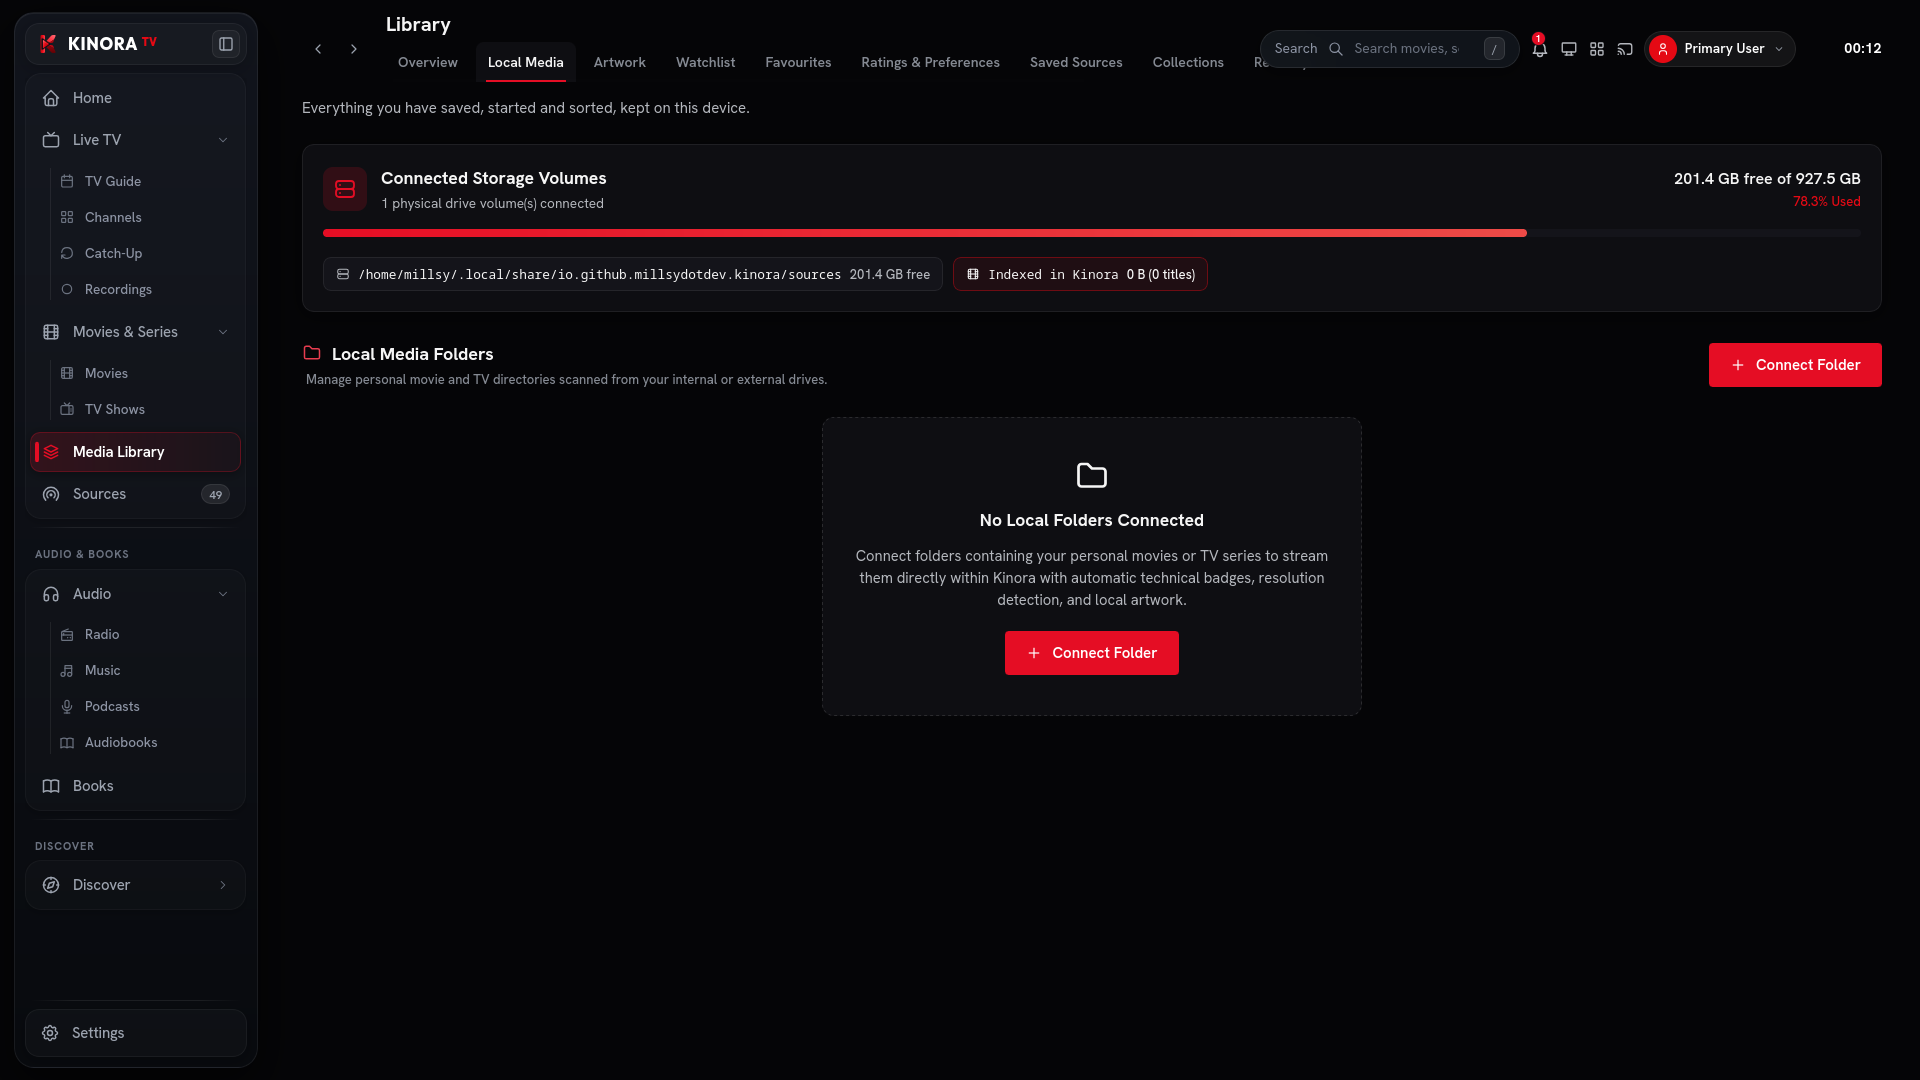 KINORA TV
Home
Live TV
TV Guide
Channels
Catch-Up
Recordings
Movies & Series
Movies
TV Shows
Media Library
Sources 49
AUDIO & BOOKS
Audio
Radio
Music
Podcasts
Audiobooks
Books
DISCOVER
Discover
Settings
Library
Overview Local Media Artwork Watchlist Favourites Ratings & Preferences Saved Sources Collections
Search Search movies, s /
1
Primary User
00:12
Everything you have saved, started and sorted, kept on this device.
Connected Storage Volumes
1 physical drive volume(s) connected
201.4 GB free of 927.5 GB
78.3% Used
/home/millsy/.local/share/io.github.millsydotdev.kinora/sources 201.4 GB free
Indexed in Kinora 0 B (0 titles)
Local Media Folders
Manage personal movie and TV directories scanned from your internal or external drives.
+ Connect Folder
No Local Folders Connected
Connect folders containing your personal movies or TV series to stream
them directly within Kinora with automatic technical badges, resolution
detection, and local artwork.
+ Connect Folder